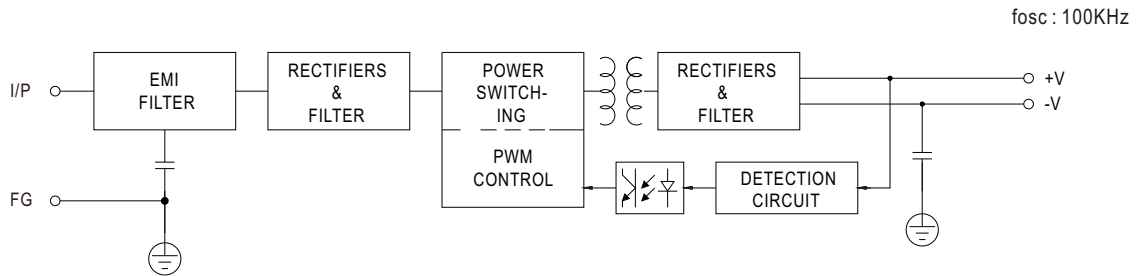 fosc : 100KHz
I/P
EMI
FILTER
RECTIFIERS
&
FILTER
POWER
SWITCH-
ING
PWM
CONTROL
RECTIFIERS
&
FILTER
+V
-V
DETECTION
CIRCUIT
FG